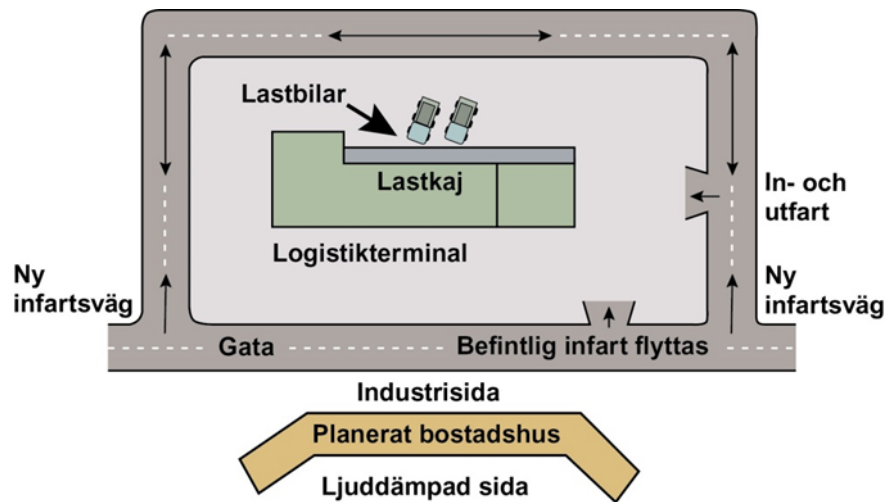 Lastbilar
Lastkaj
In- och
utfart
Logistikterminal
Ny
infartsväg
Ny
infartsväg
Gata
Befintlig infart flyttas
Industrisida
Planerat bostadshus
Ljuddämpad sida